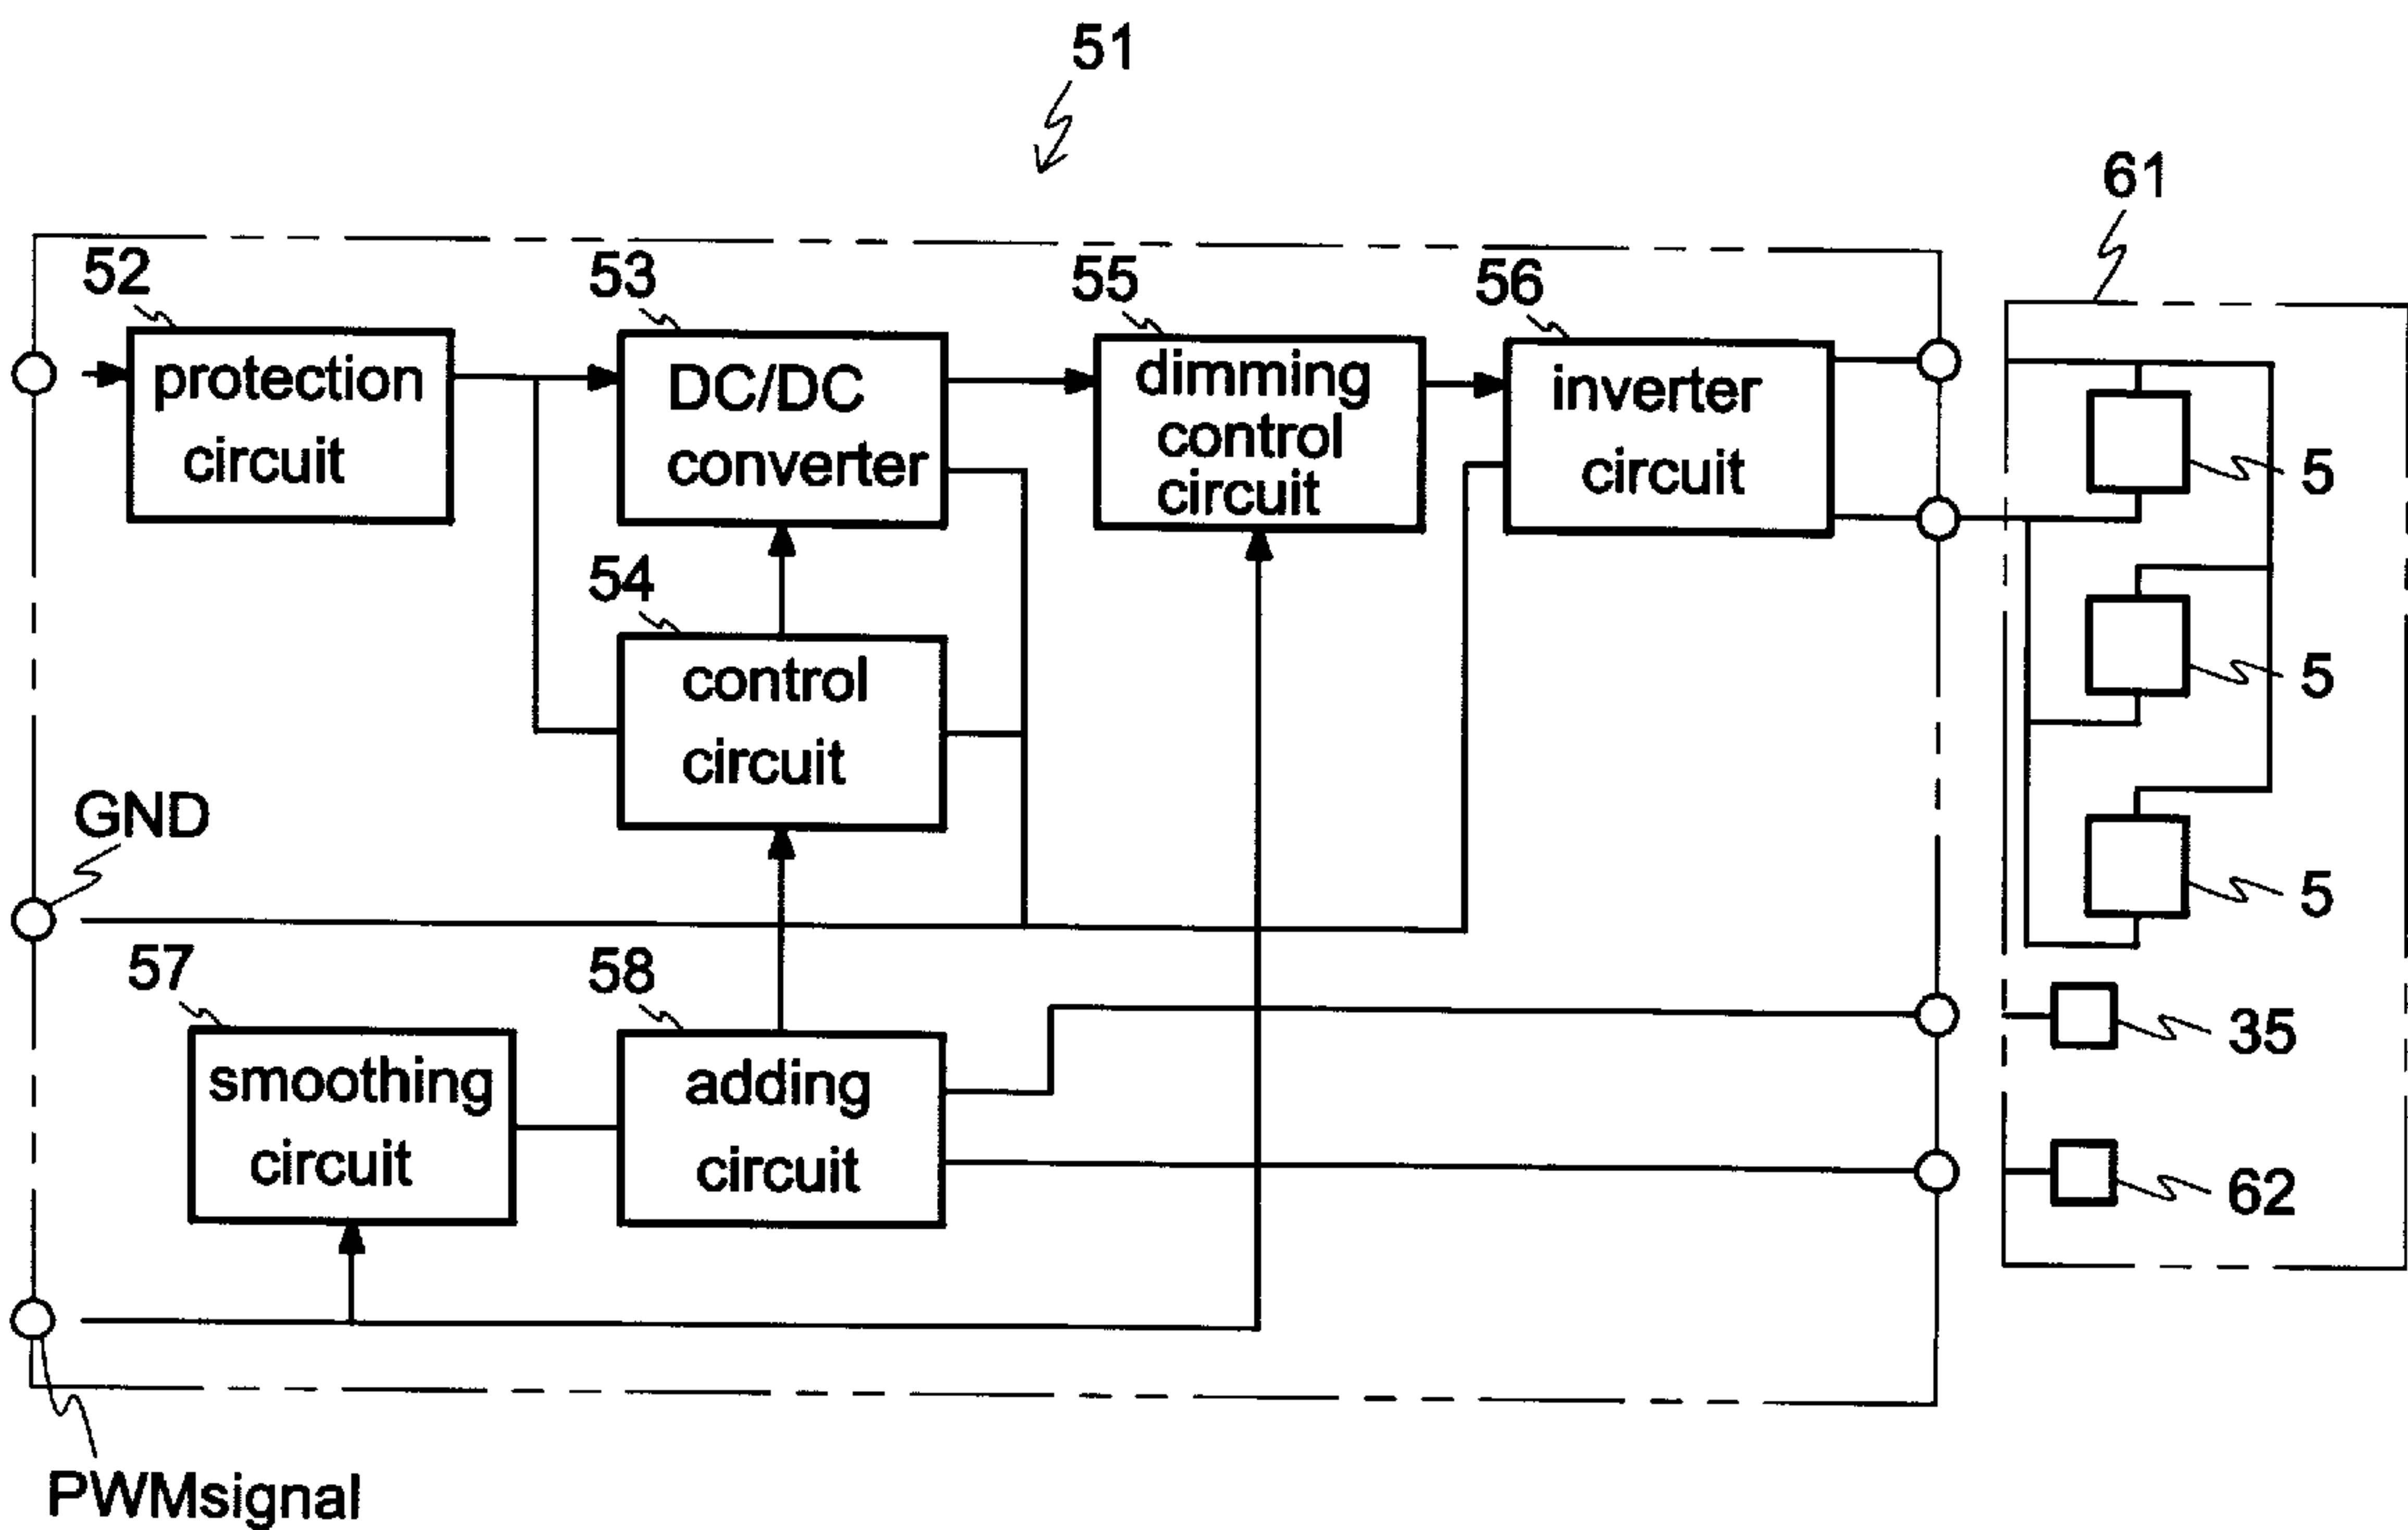 51
61
52
53
55
56
protection
circuit
DC/DC
converter
dimming
control
circuit
inverter
circuit
5
54
control
circuit
5
GND
5
57
58
smoothing
circuit
adding
circuit
35
62
PWMsignal